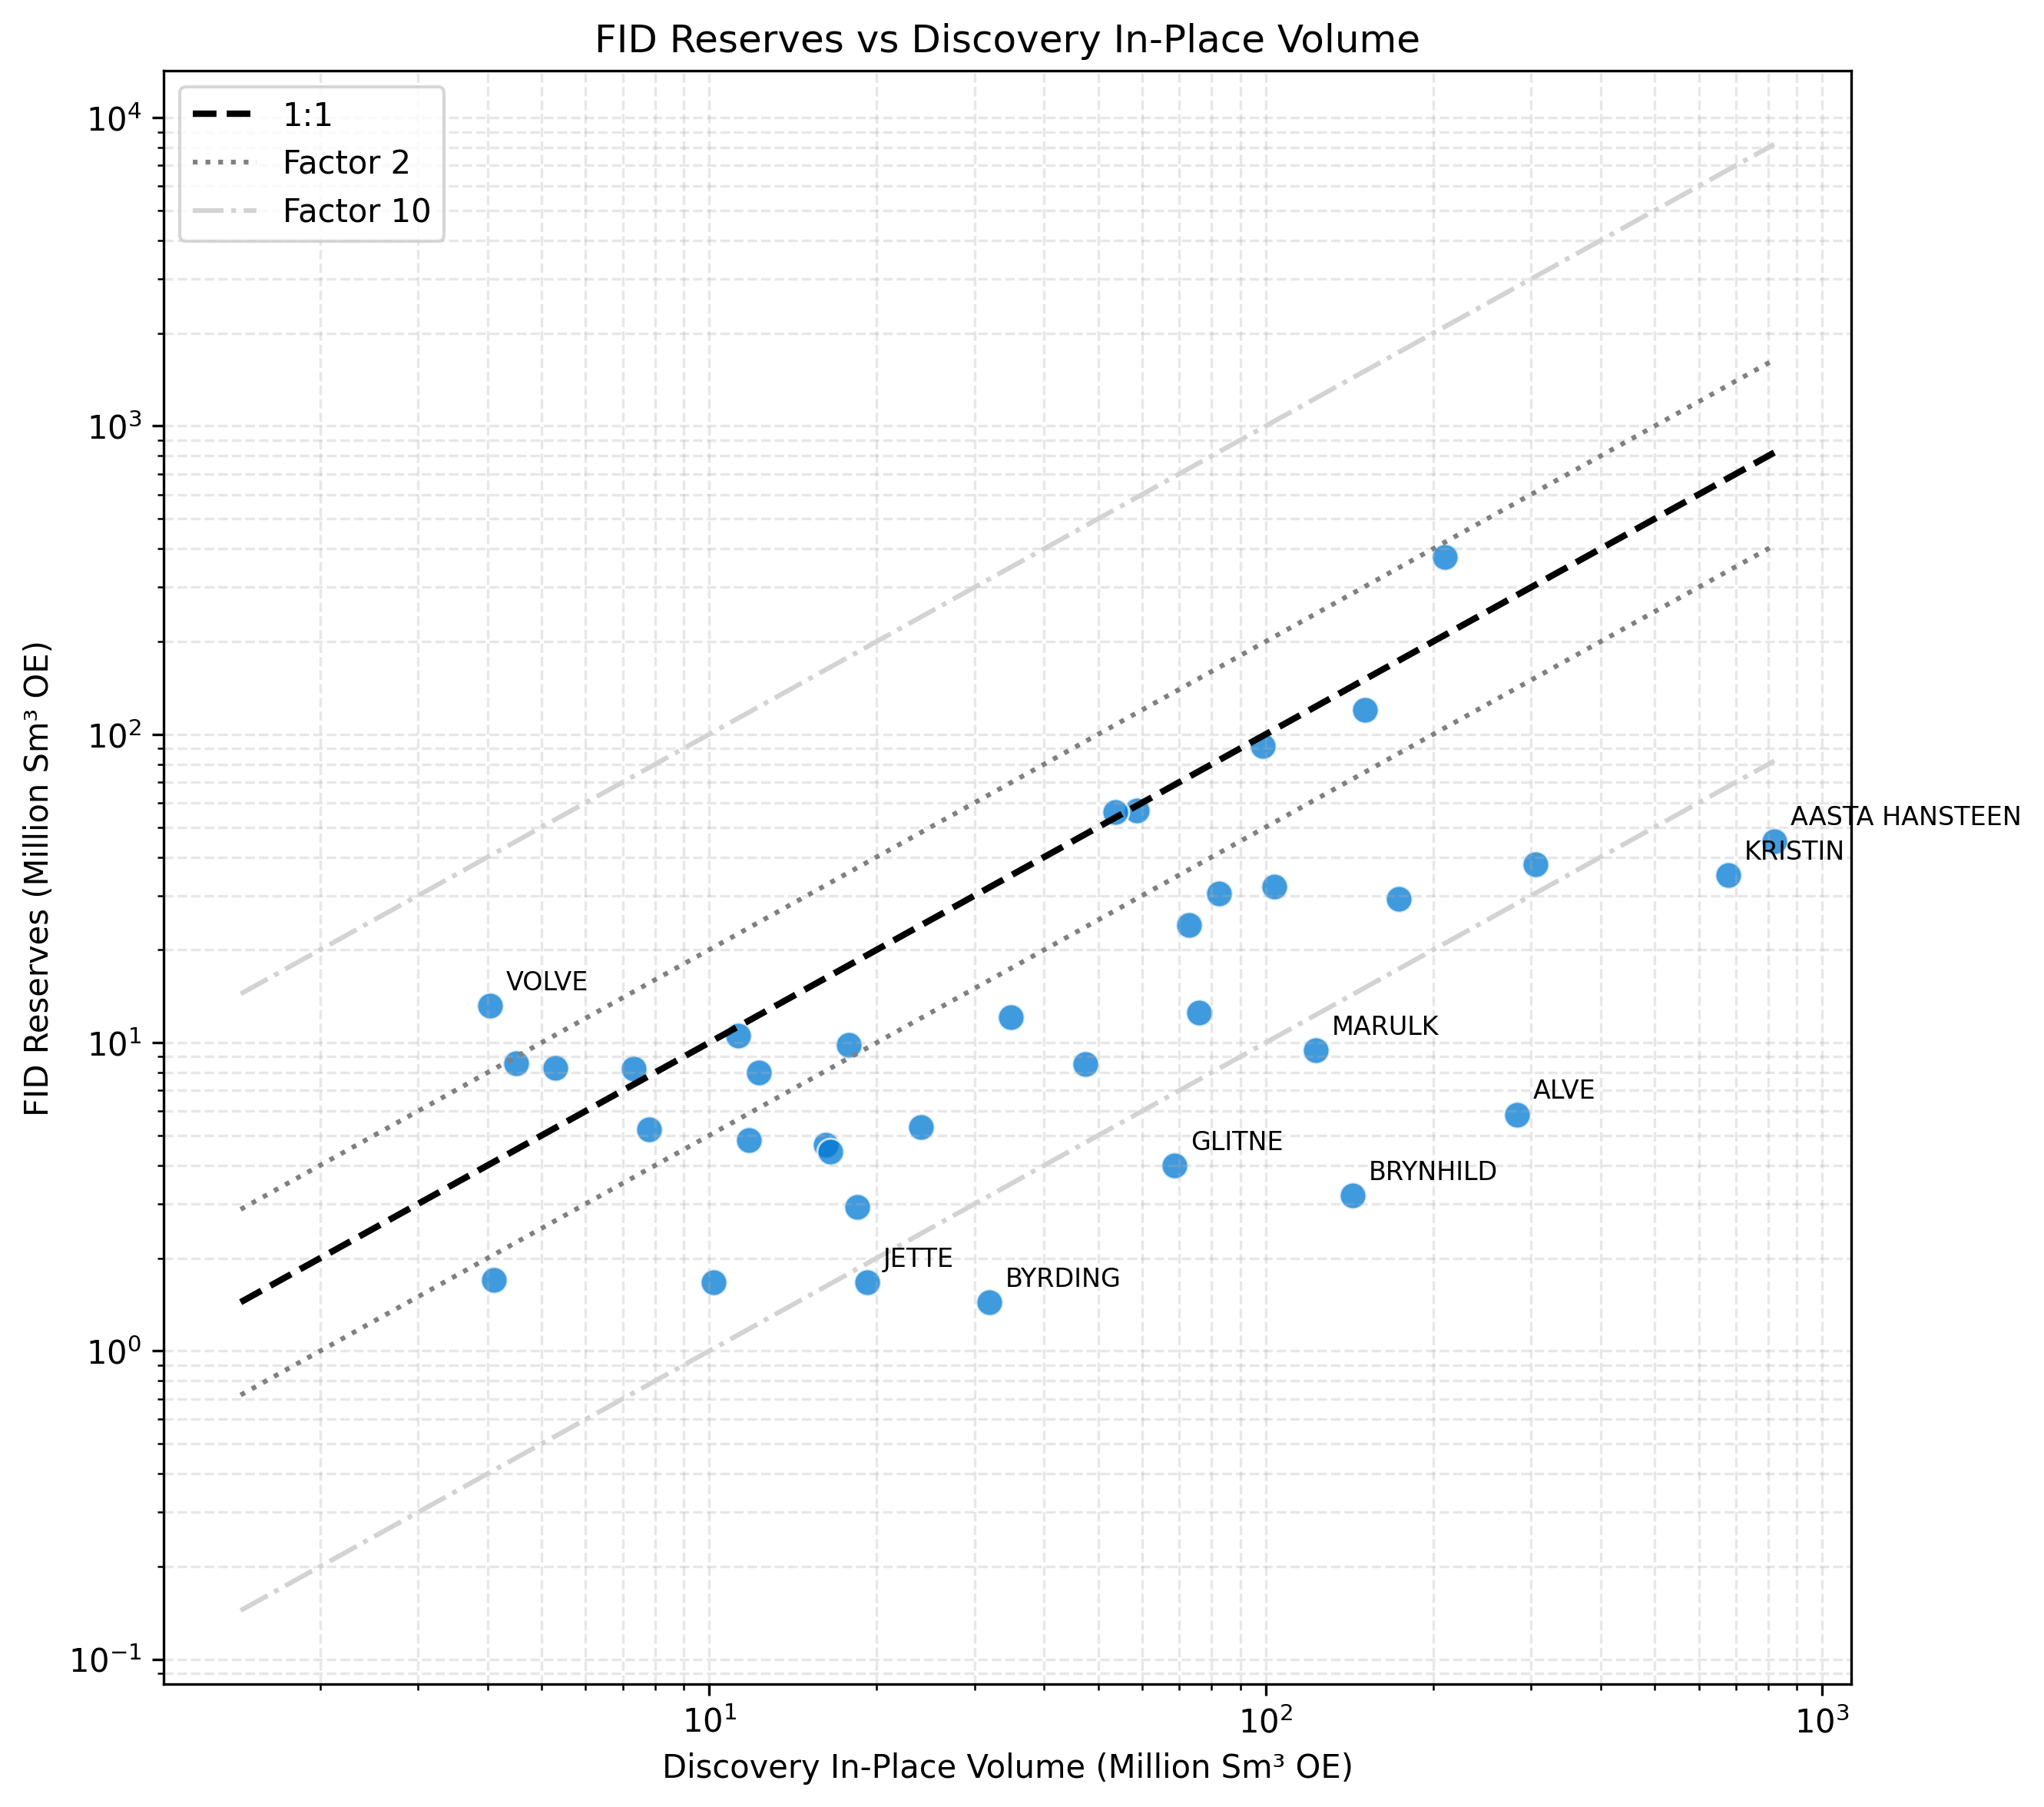 FID Reserves vs Discovery In-Place Volume
1:1
Factor 2
Factor 10
10⁴
10³
10²
10¹
10⁰
10⁻¹
FID Reserves (Million Sm³ OE)
AASTA HANSTEEN
KRISTIN
VOLVE
MARULK
ALVE
GLITNE
BRYNHILD
JETTE
BYRDING
10¹ 10² 10³
Discovery In-Place Volume (Million Sm³ OE)